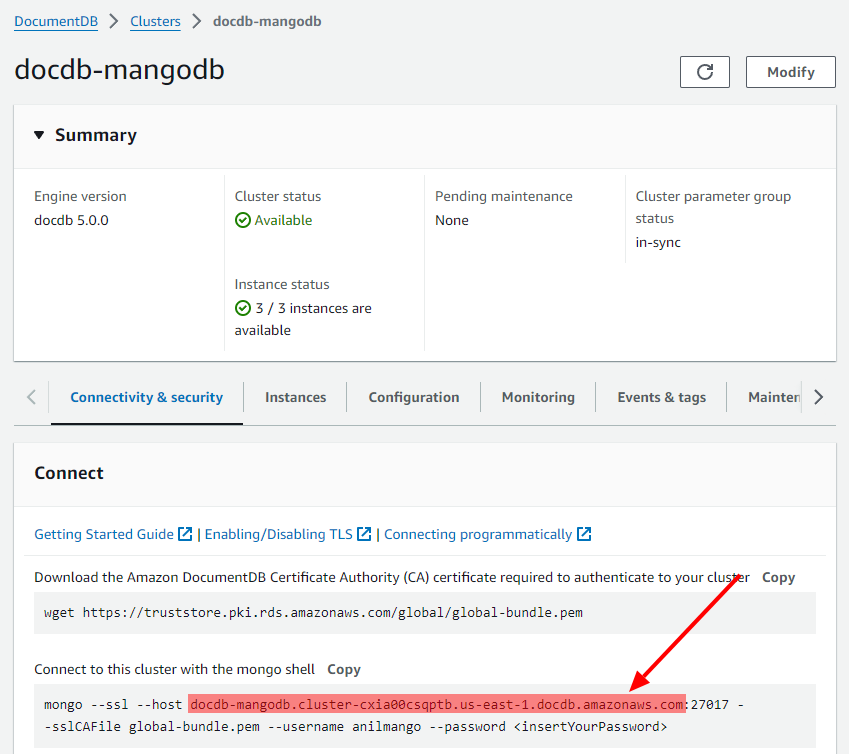 DocumentDB > Clusters > docdb-mangodb
docdb-mangodb
Modify
Summary
Engine version
docdb 5.0.0
Cluster status
Available
Instance status
3 / 3 instances are
available
Pending maintenance
None
Cluster parameter group
status
in-sync
Connectivity & security Instances Configuration Monitoring Events & tags Mainten
Connect
Getting Started Guide | Enabling/Disabling TLS | Connecting programmatically
Download the Amazon DocumentDB Certificate Authority (CA) certificate required to authenticate to your cluster Copy
wget https://truststore.pki.rds.amazonaws.com/global/global-bundle.pem
Connect to this cluster with the mongo shell Copy
mongo --ssl --host docdb-mangodb.cluster-cxia00csqptb.us-east-1.docdb.amazonaws.com:27017 -
-sslCAFile global-bundle.pem --username anilmango --password <insertYourPassword>